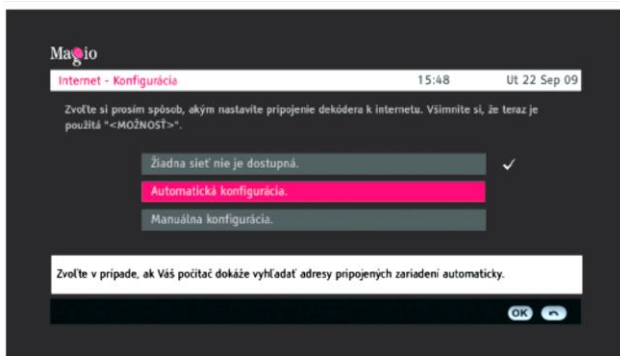 Magio
Internet - Konfigurácia 15:48 Ut 22 Sep 09
Zvoľte si prosím spôsob, akým nastavíte pripojenie dekódera k internetu. Všimnite si, že teraz je
použitá "<MOŽNOSŤ>".
Žiadna sieť nie je dostupná.
Automatická konfigurácia.
Manuálna konfigurácia.
Zvoľte v prípade, ak Váš počítač dokáže vyhľadať adresy pripojených zariadení automaticky.
OK